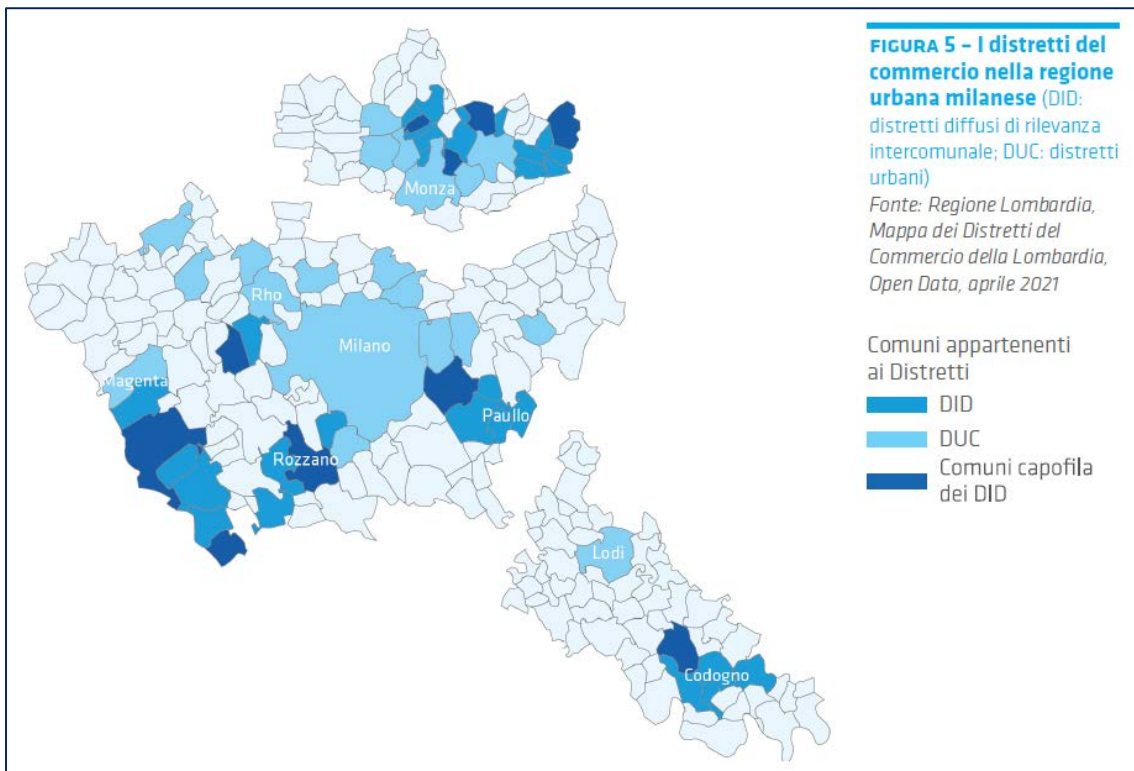 FIGURA 5 – I distretti del
commercio nella regione
urbana milanese (DID:
distretti diffusi di rilevanza
intercomunale; DUC: distretti
urbani)
Fonte: Regione Lombardia,
Mappa dei Distretti del
Commercio della Lombardia,
Open Data, aprile 2021
Comuni appartenenti
ai Distretti
DID
DUC
Comuni capofila
dei DID
Monza
Rho
Milano
Magenta
Paullo
Rozzano
Lodi
Codogno